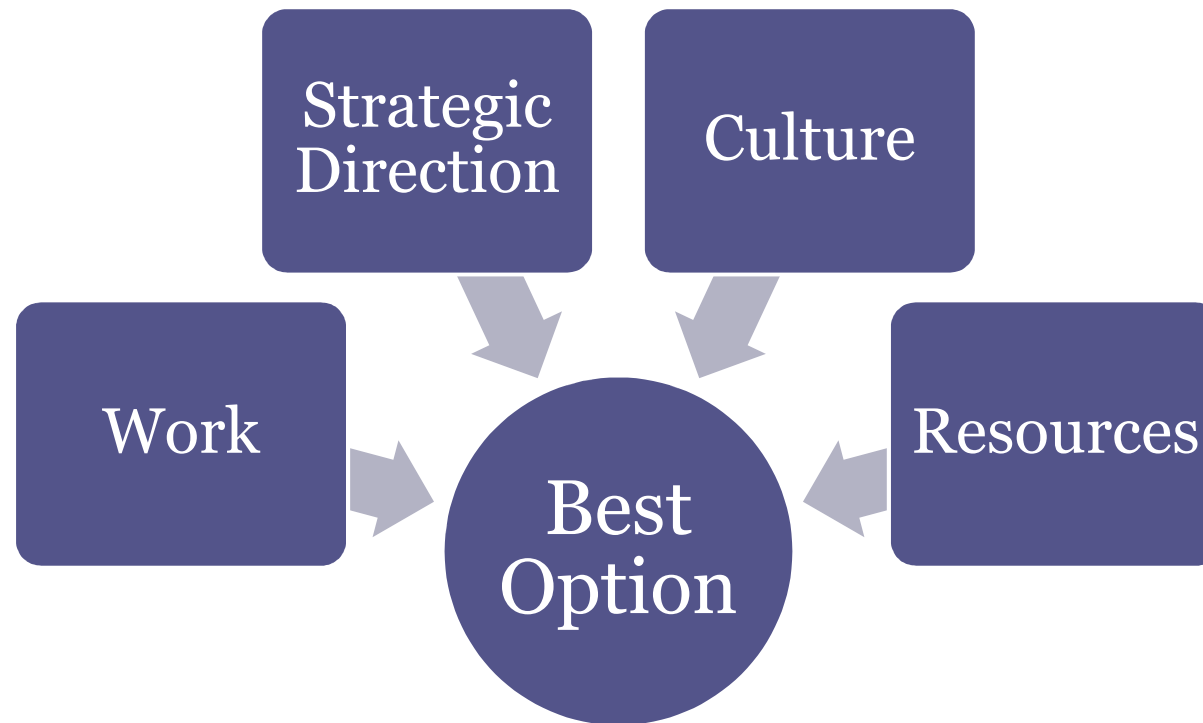 Strategic
Direction
Culture
Work
Resources
Best
Option